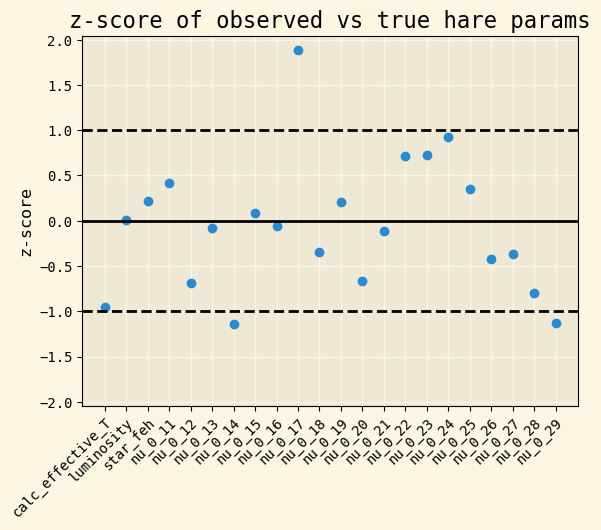 z-score of observed vs true hare params
2.0
1.5
1.0
0.5
0.0
−0.5
−1.0
−1.5
−2.0
z-score
calc_effective_T
luminosity
star_feh
nu_0_11
nu_0_12
nu_0_13
nu_0_14
nu_0_15
nu_0_16
nu_0_17
nu_0_18
nu_0_19
nu_0_20
nu_0_21
nu_0_22
nu_0_23
nu_0_24
nu_0_25
nu_0_26
nu_0_27
nu_0_28
nu_0_29